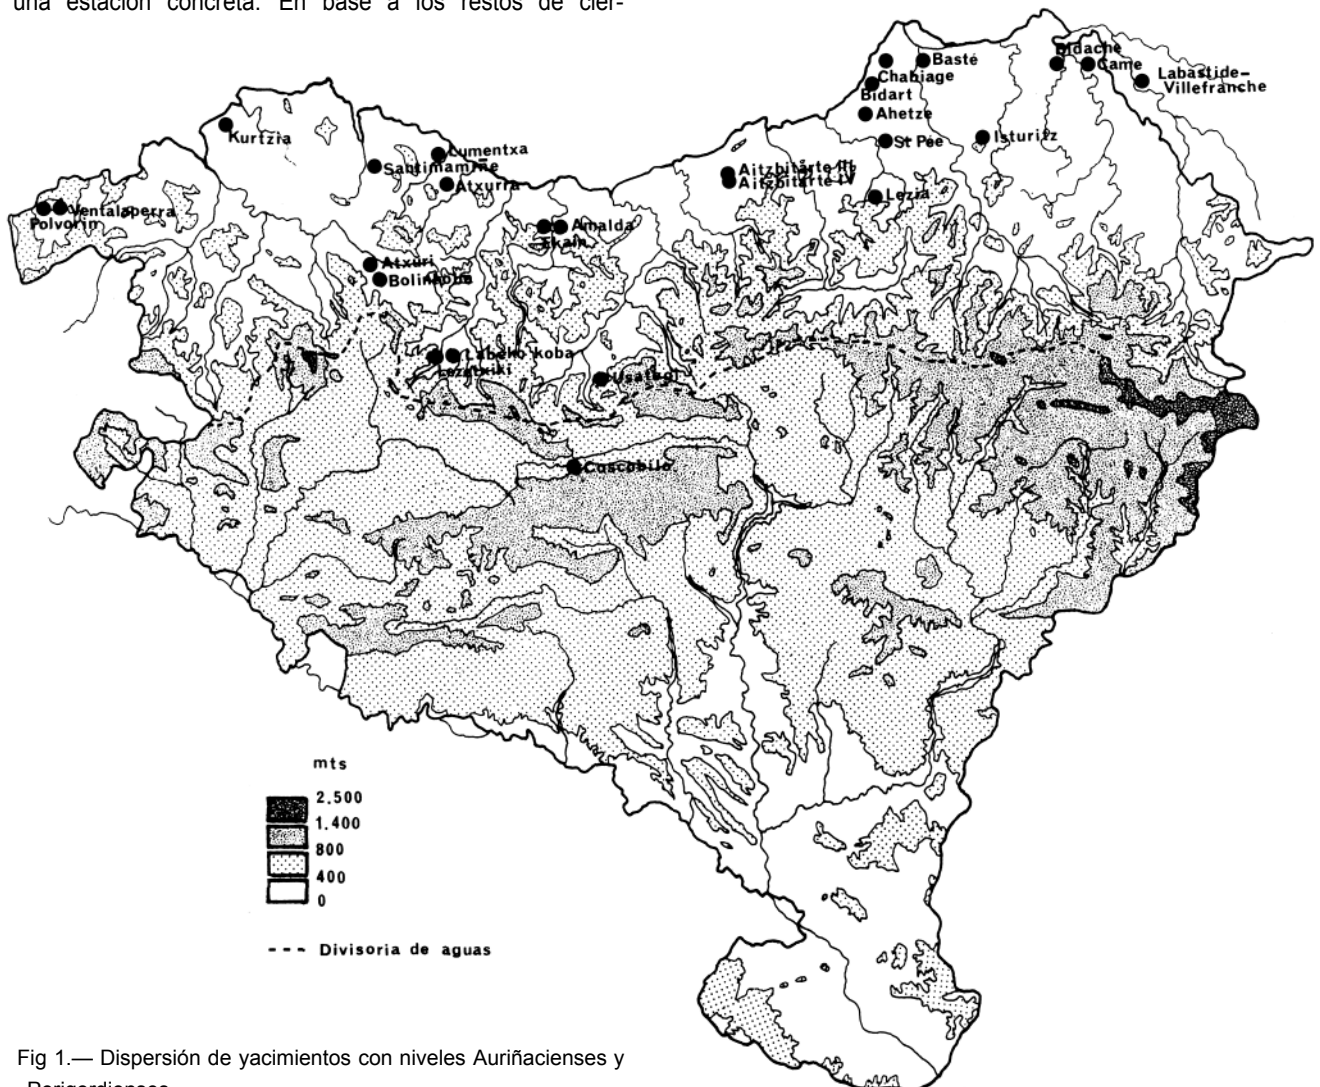 una estación concreta. En base a los restos de cier-
Bidache
Basté
Came
Labastide-
Villefranche
Chabiage
Bidart
Ahetze
Kurtzia
St Pée
Isturitz
Lumentxa
Santimamiñe
Atxurra
Aitzbitarte III
Aitzbitarte IV
Lezia
Ventalaperra
Polvorin
Amalda
Ekain
Atxuri
Bolinkoba
Labeko koba
Lezetxiki
Usategi
Coscobilo
mts
2.500
1.400
800
400
0
--- Divisoria de aguas
Fig 1.— Dispersión de yacimientos con niveles Auriñacienses y